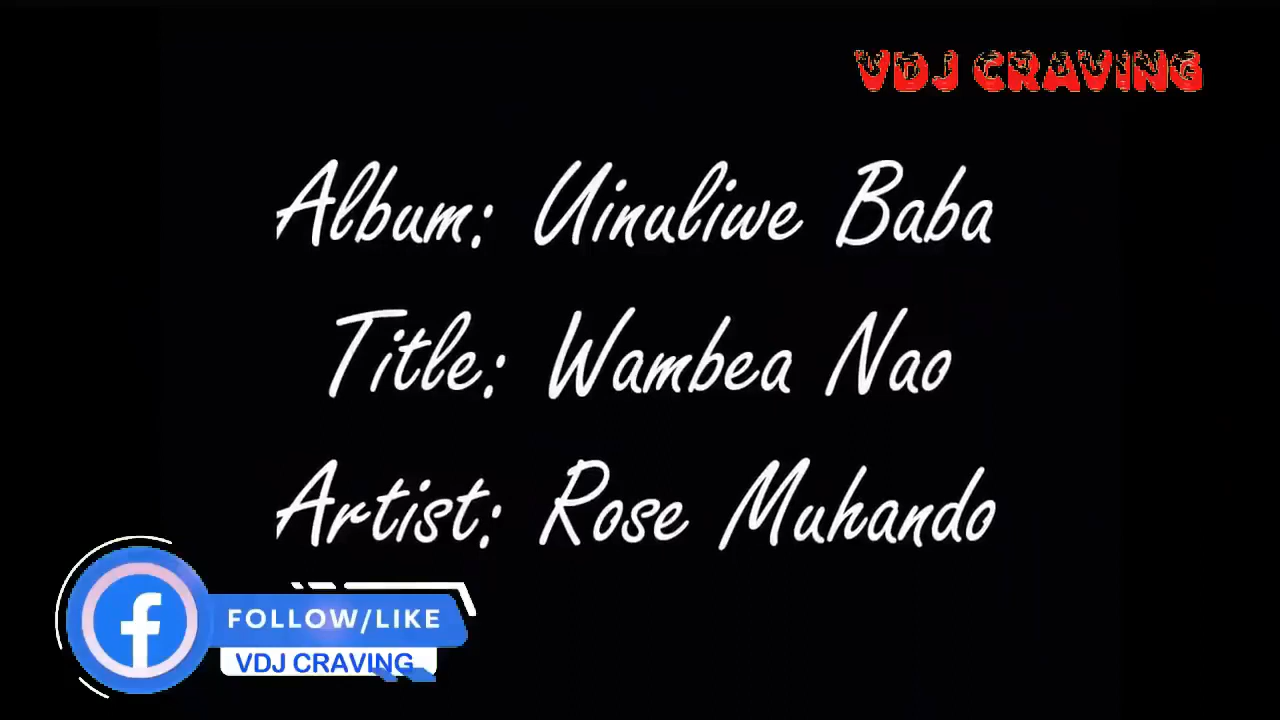 VDJ CRAVING
Album: Uinuliwe Baba
Title: Wambea Nao
Artist: Rose Muhando
FOLLOW/LIKE
VDJ CRAVING